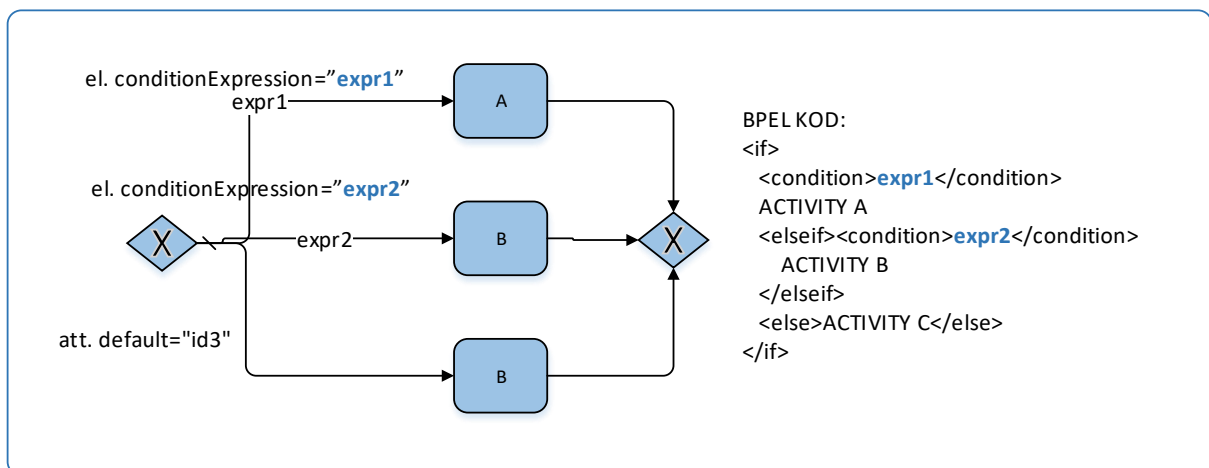 el. conditionExpression=”expr1”
expr1
A
el. conditionExpression=”expr2”
X
expr2
B
X
att. default="id3"
B
BPEL KOD:
<if>
<condition>expr1</condition>
ACTIVITY A
<elseif><condition>expr2</condition>
ACTIVITY B
</elseif>
<else>ACTIVITY C</else>
</if>